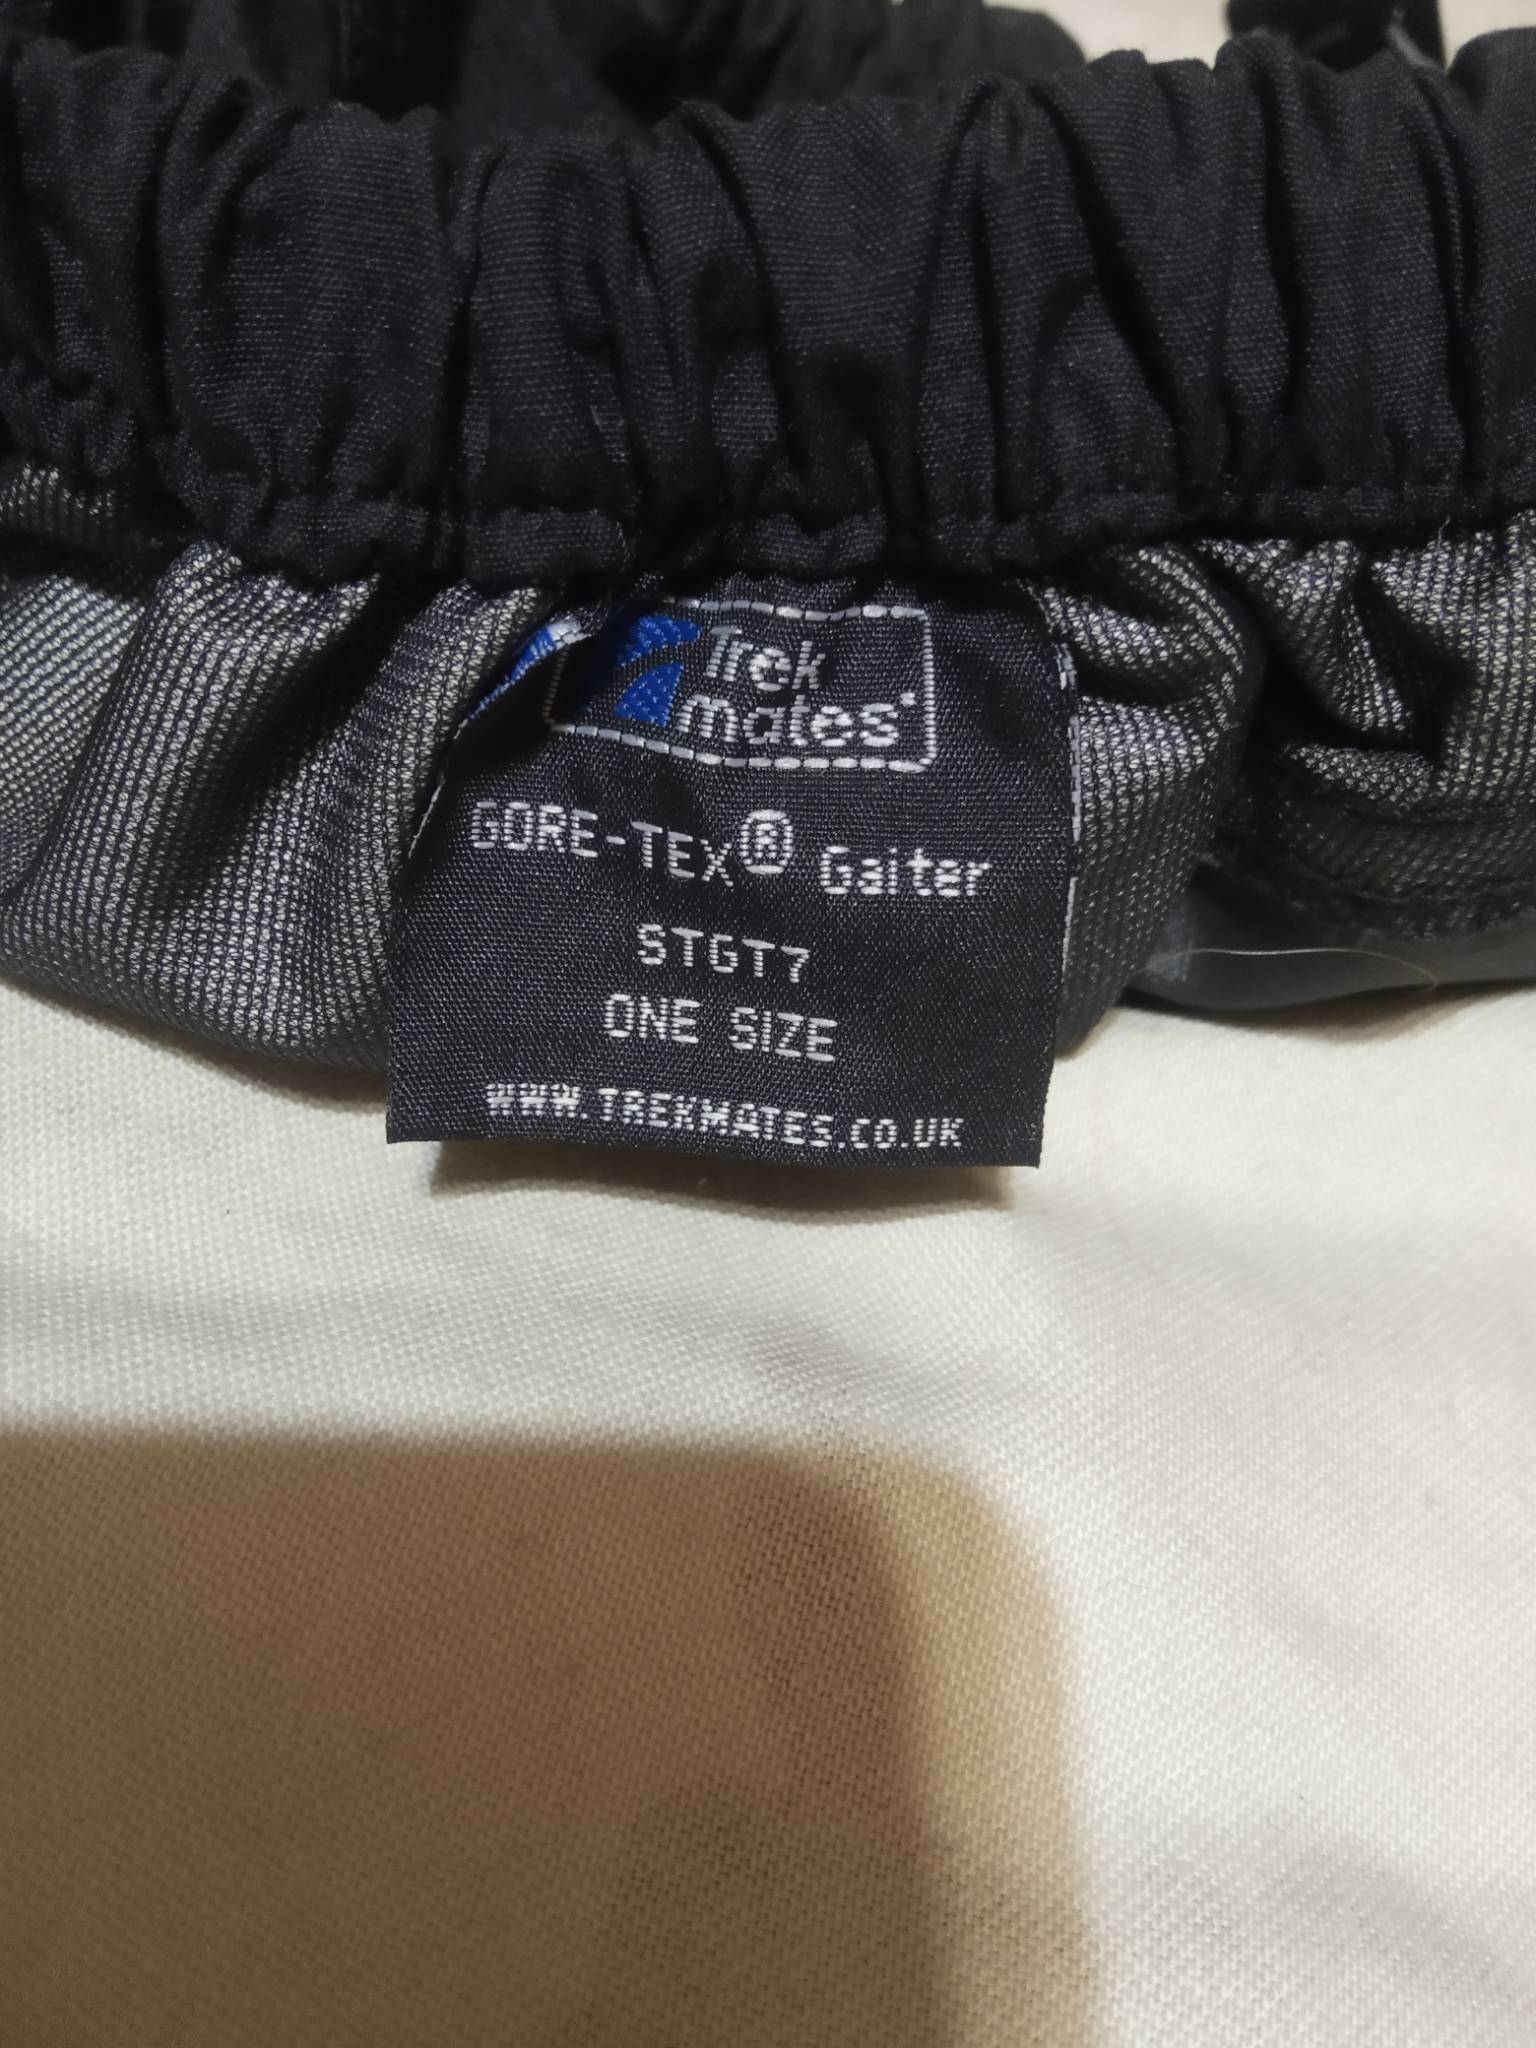 Trek
mates
GORE-TEX® Gaiter
STGT7
ONE SIZE
WWW.TREKMATES.CO.UK